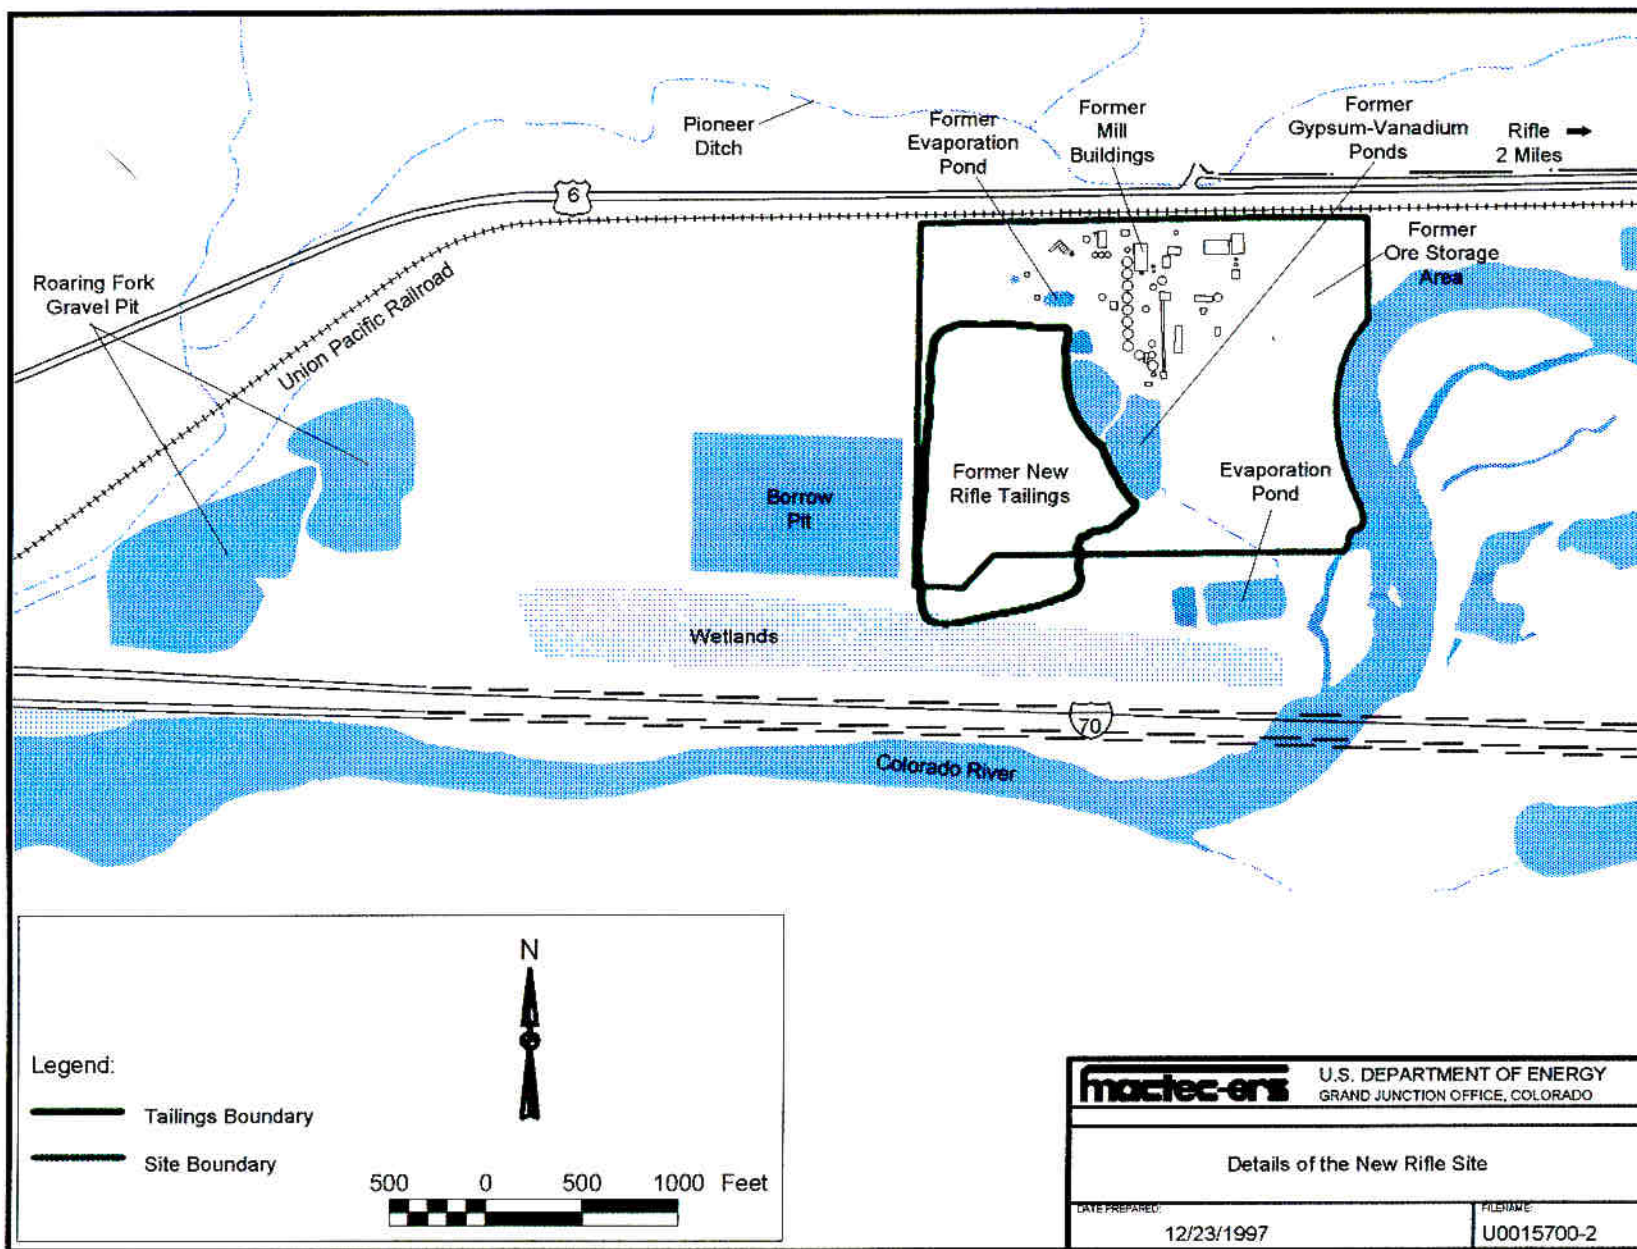 Pioneer
Ditch
Former
Evaporation
Pond
Former
Mill
Buildings
Former
Gypsum-Vanadium
Ponds
Rifle
2 Miles
6
Former
Ore Storage
Area
Roaring Fork
Gravel Pit
Union Pacific Railroad
Former New
Rifle Tailings
Evaporation
Pond
Borrow
Pit
Wetlands
70
Colorado River
N
Legend:
Tailings Boundary
Site Boundary
500 0 500 1000 Feet
mactec-ers
U.S. DEPARTMENT OF ENERGY
GRAND JUNCTION OFFICE, COLORADO
Details of the New Rifle Site
DATE PREPARED:
12/23/1997
FILENAME:
U0015700-2